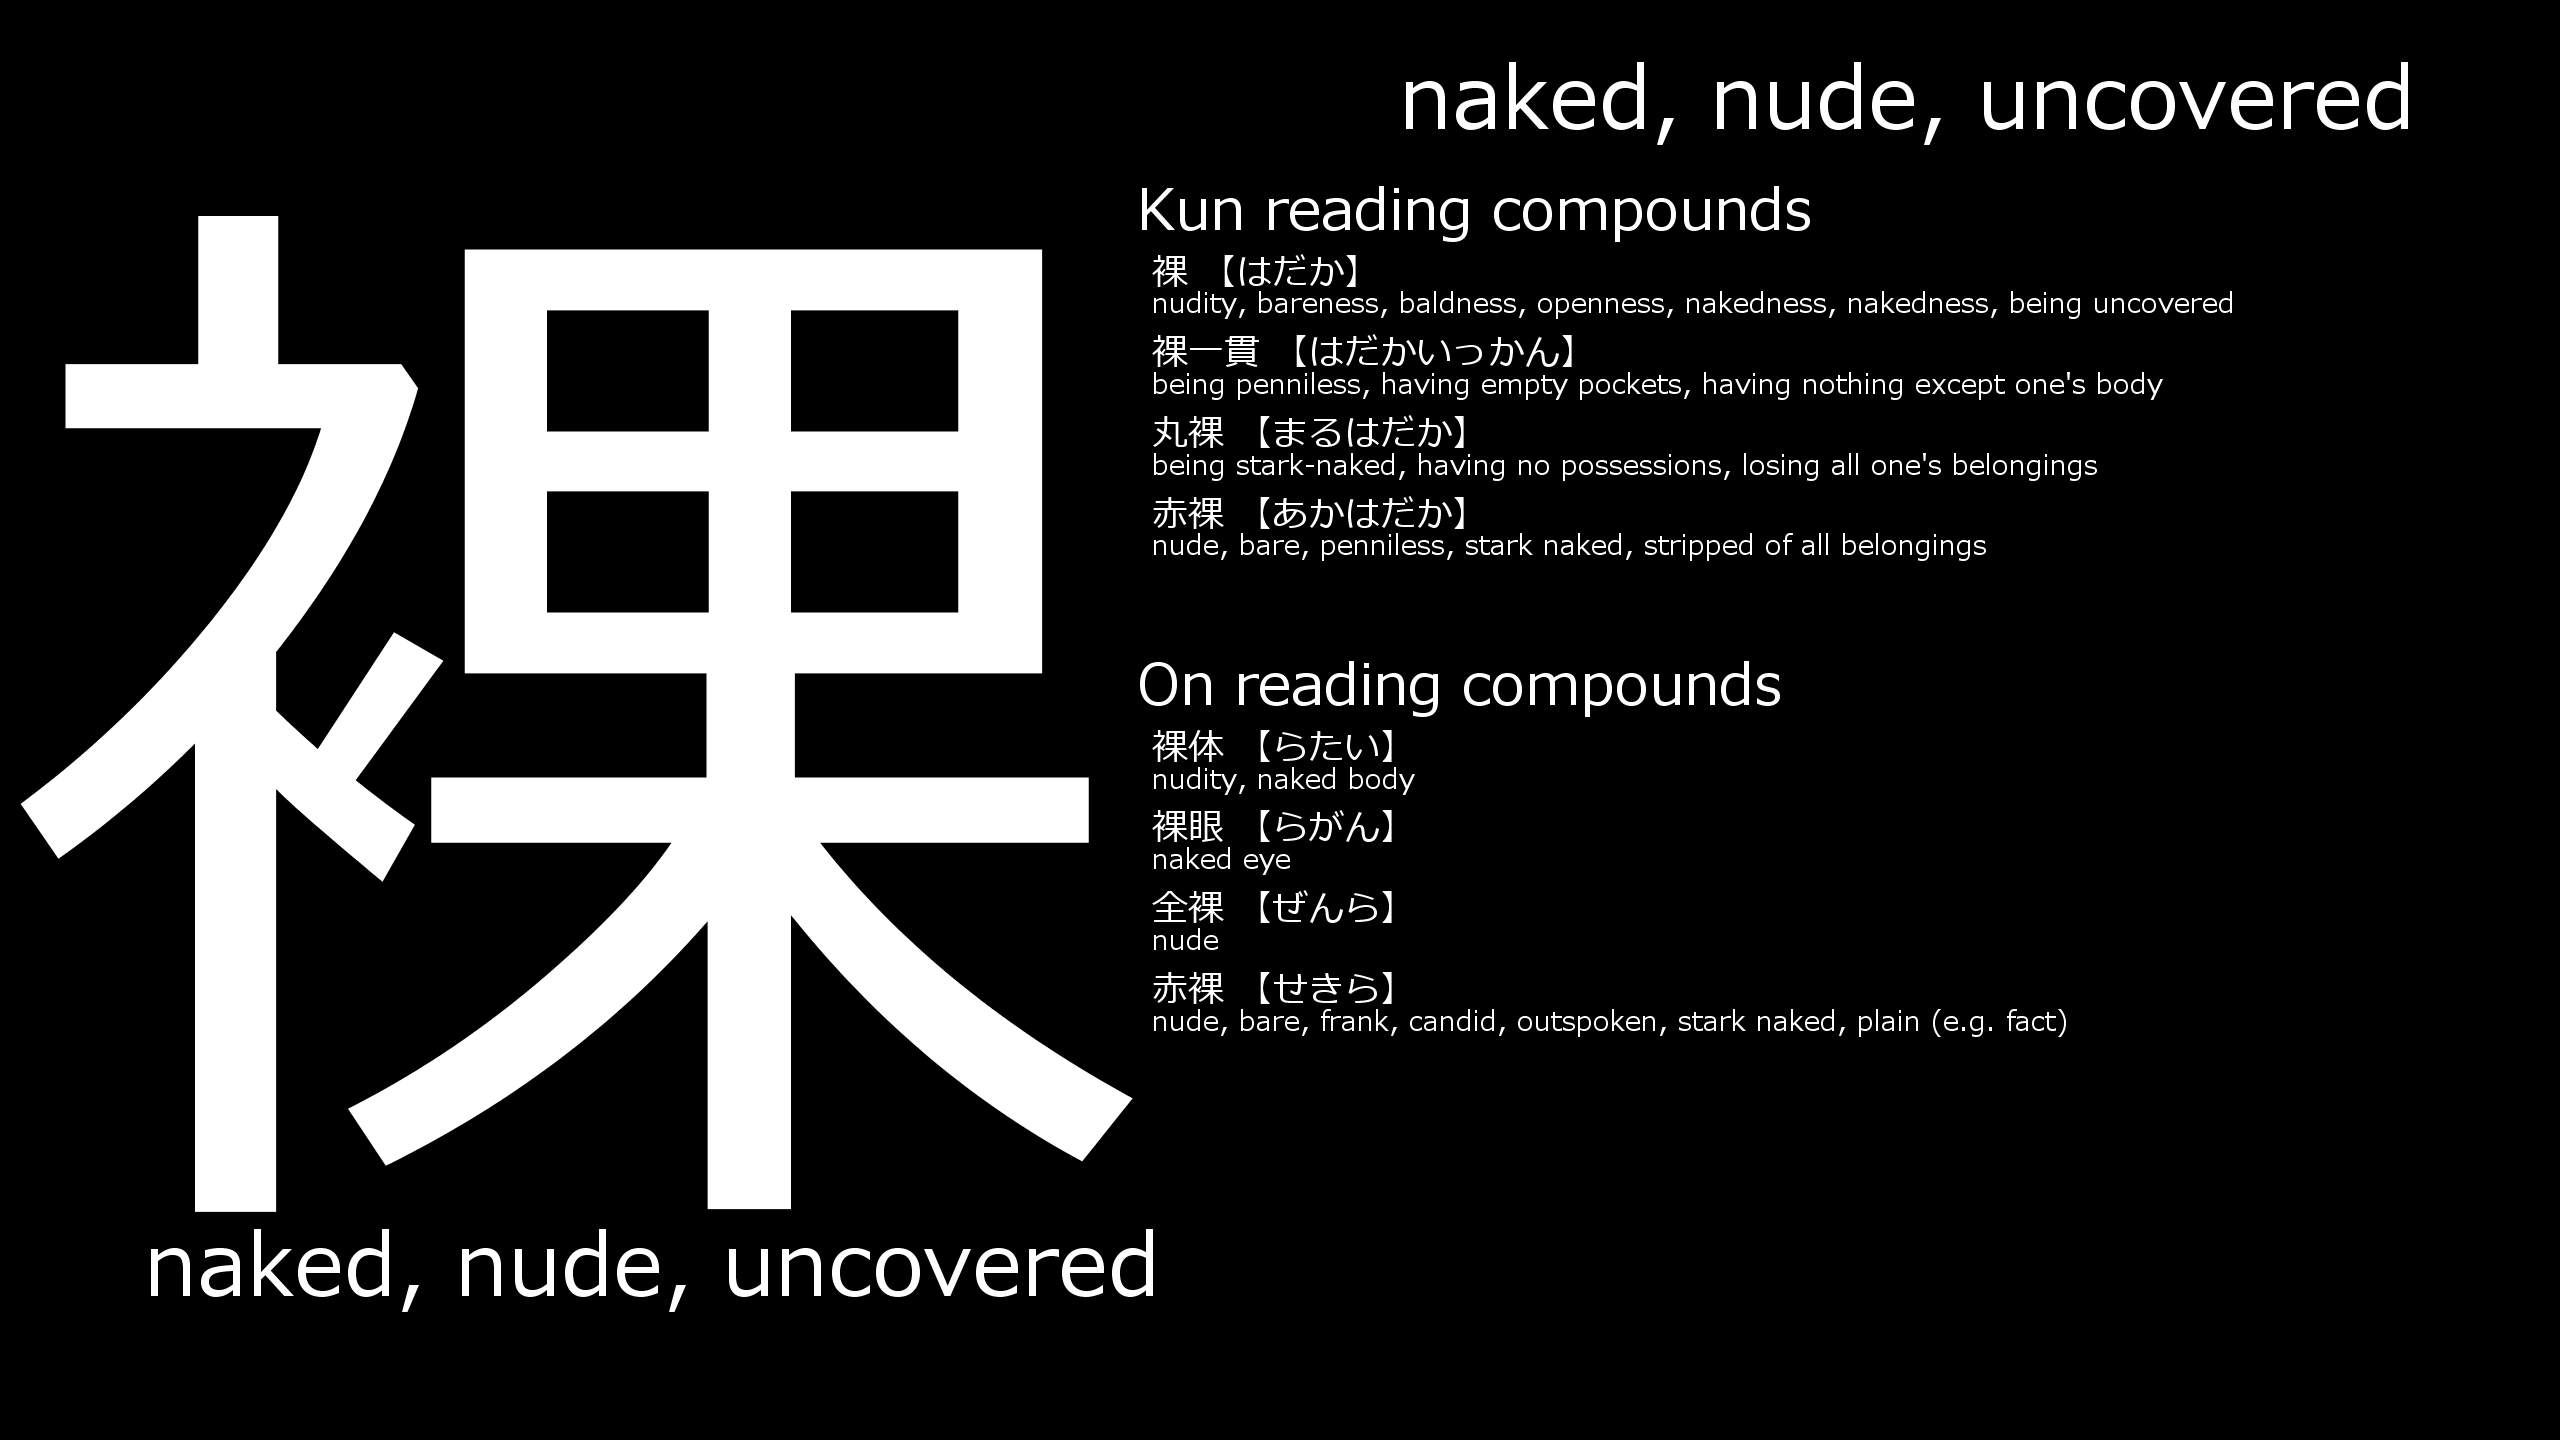 裸
naked, nude, uncovered
naked, nude, uncovered
Kun reading compounds
裸 【はだか】
nudity, bareness, baldness, openness, nakedness, nakedness, being uncovered
裸一貫 【はだかいっかん】
being penniless, having empty pockets, having nothing except one's body
丸裸 【まるはだか】
being stark-naked, having no possessions, losing all one's belongings
赤裸 【あかはだか】
nude, bare, penniless, stark naked, stripped of all belongings
On reading compounds
裸体 【らたい】
nudity, naked body
裸眼 【らがん】
naked eye
全裸 【ぜんら】
nude
赤裸 【せきら】
nude, bare, frank, candid, outspoken, stark naked, plain (e.g. fact)